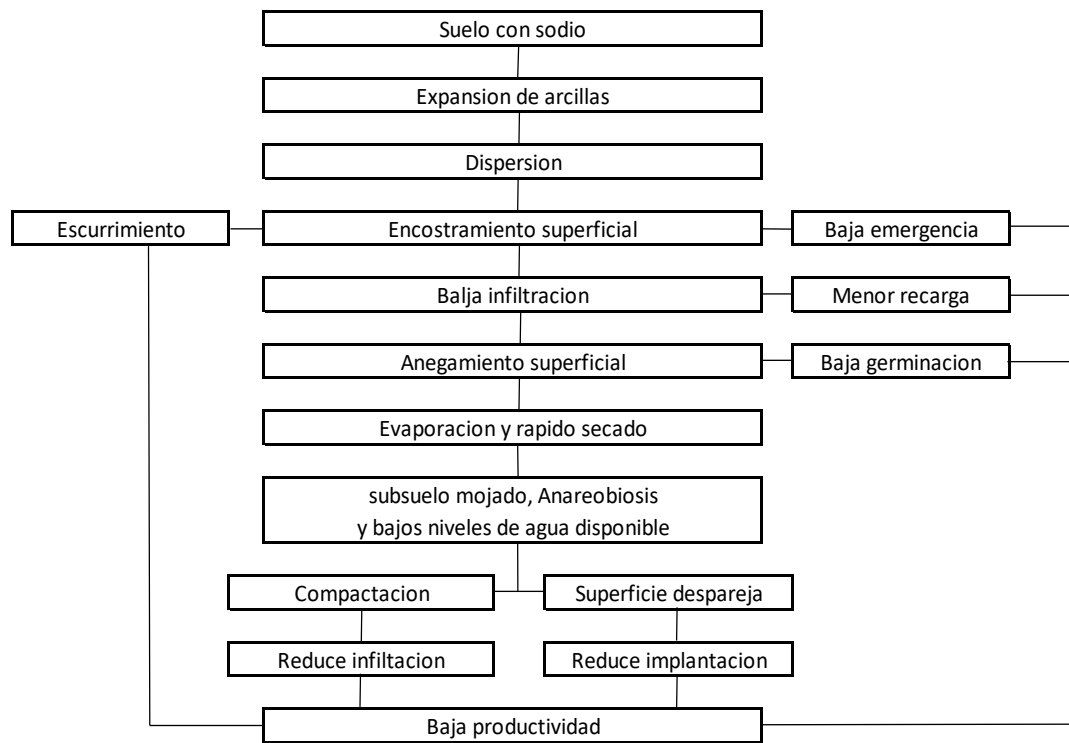 Suelo con sodio
Expansion de arcillas
Dispersion
Escurrimiento
Encostramiento superficial
Baja emergencia
Balja infiltracion
Menor recarga
Anegamiento superficial
Baja germinacion
Evaporacion y rapido secado
subsuelo mojado, Anareobiosis
y bajos niveles de agua disponible
Compactacion
Superficie despareja
Reduce infiltacion
Reduce implantacion
Baja productividad